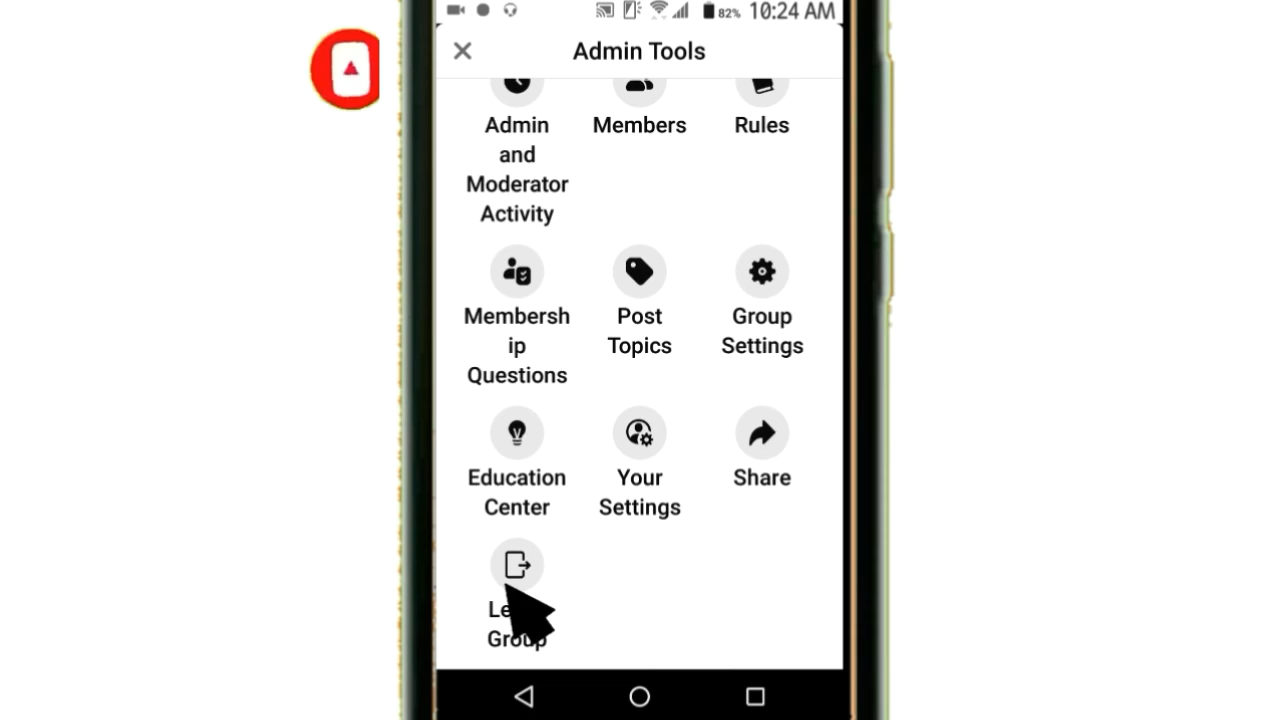 82% 10:24 AM
Admin Tools
Admin
and
Moderator
Activity
Members
Rules
Membersh
ip
Questions
Post
Topics
Group
Settings
Education
Center
Your
Settings
Share
Group